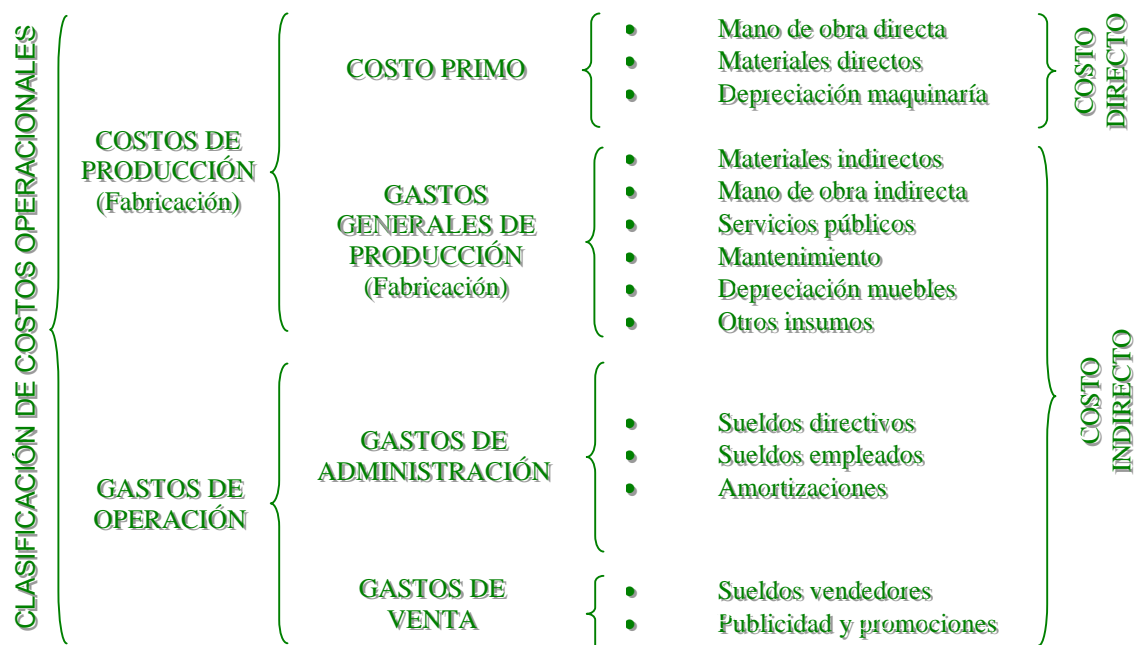 CLASIFICACIÓN DE COSTOS OPERACIONALES
COSTOS DE
PRODUCCIÓN
(Fabricación)
COSTO PRIMO
• Mano de obra directa
• Materiales directos
• Depreciación maquinaría
COSTO
DIRECTO
GASTOS
GENERALES DE
PRODUCCIÓN
(Fabricación)
• Materiales indirectos
• Mano de obra indirecta
• Servicios públicos
• Mantenimiento
• Depreciación muebles
• Otros insumos
COSTO
INDIRECTO
GASTOS DE
OPERACIÓN
GASTOS DE
ADMINISTRACIÓN
• Sueldos directivos
• Sueldos empleados
• Amortizaciones
GASTOS DE
VENTA
• Sueldos vendedores
• Publicidad y promociones